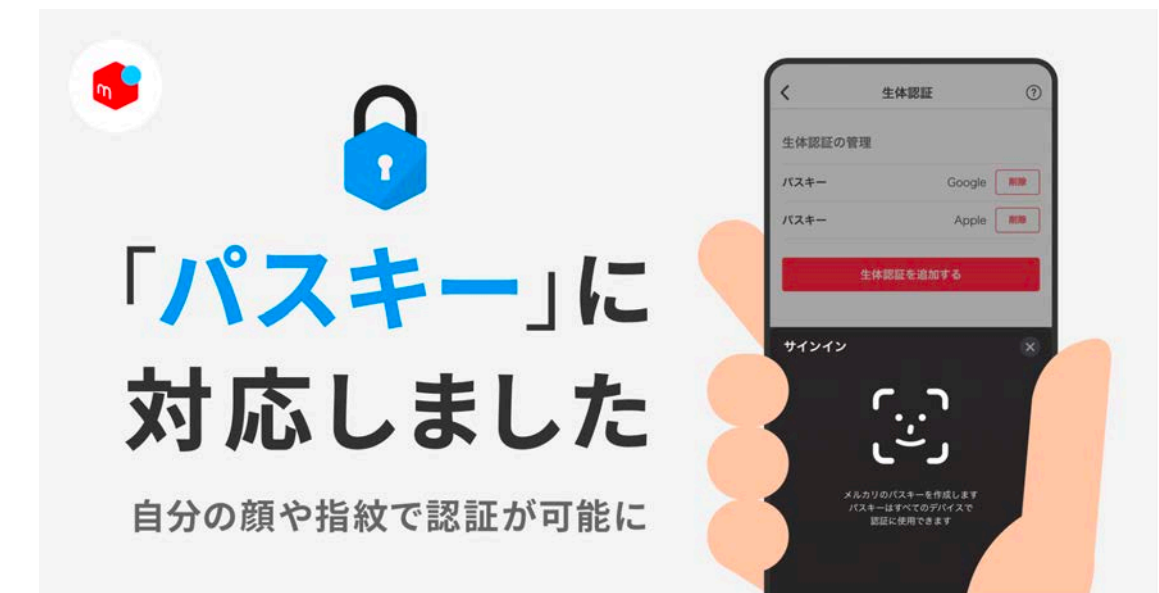 m
「パスキー」に
対応しました
自分の顔や指紋で認証が可能に
生体認証
?
生体認証の管理
パスキー Google 削除
パスキー Apple 削除
生体認証を追加する
サインイン
メルカリのパスキーを作成します
パスキーはすべてのデバイスで
認証に使用できます